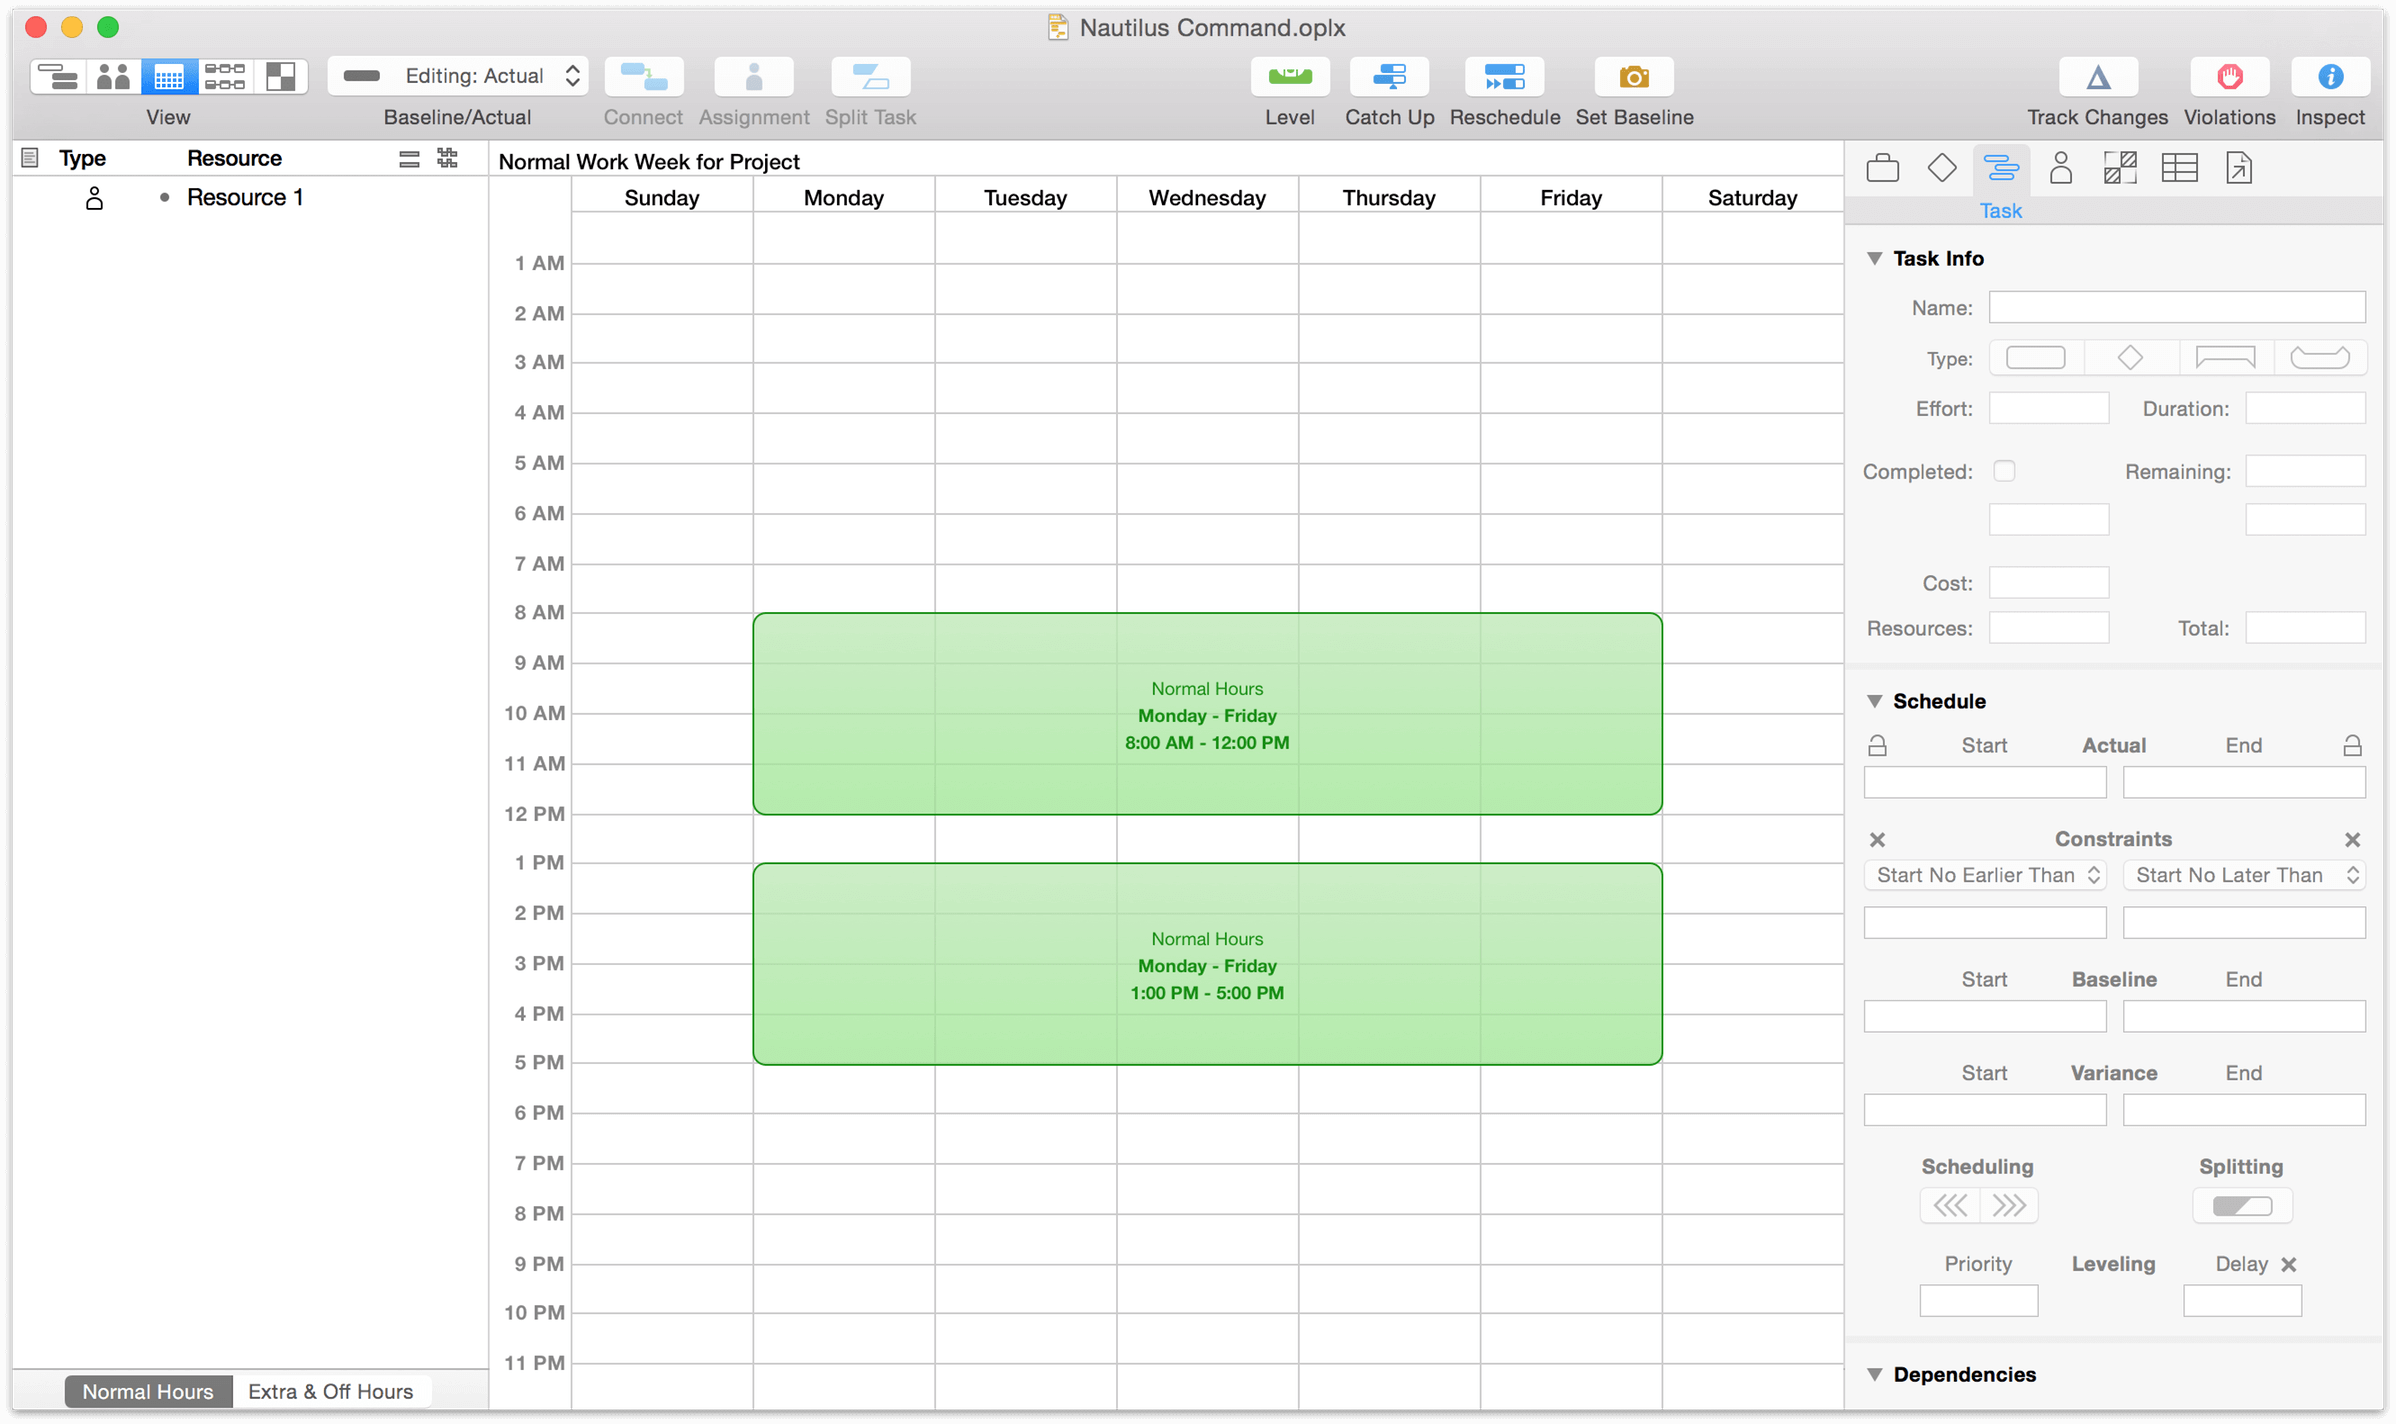 Nautilus Command.oplx
View
Editing: Actual
Baseline/Actual
Connect
Assignment
Split Task
Level
Catch Up
Reschedule
Set Baseline
Track Changes
Violations
Inspect
Type Resource
Resource 1
Normal Hours Extra & Off Hours
Normal Work Week for Project
Sunday Monday Tuesday Wednesday Thursday Friday Saturday
1 AM
2 AM
3 AM
4 AM
5 AM
6 AM
7 AM
8 AM
9 AM
10 AM
11 AM
12 PM
1 PM
2 PM
3 PM
4 PM
5 PM
6 PM
7 PM
8 PM
9 PM
10 PM
11 PM
Normal Hours
Monday - Friday
8:00 AM - 12:00 PM
Normal Hours
Monday - Friday
1:00 PM - 5:00 PM
Task
Task Info
Name:
Type:
Effort: Duration:
Completed: Remaining:
Cost:
Resources: Total:
Schedule
Start Actual End
Constraints
Start No Earlier Than Start No Later Than
Start Baseline End
Start Variance End
Scheduling Splitting
Priority Leveling Delay
Dependencies